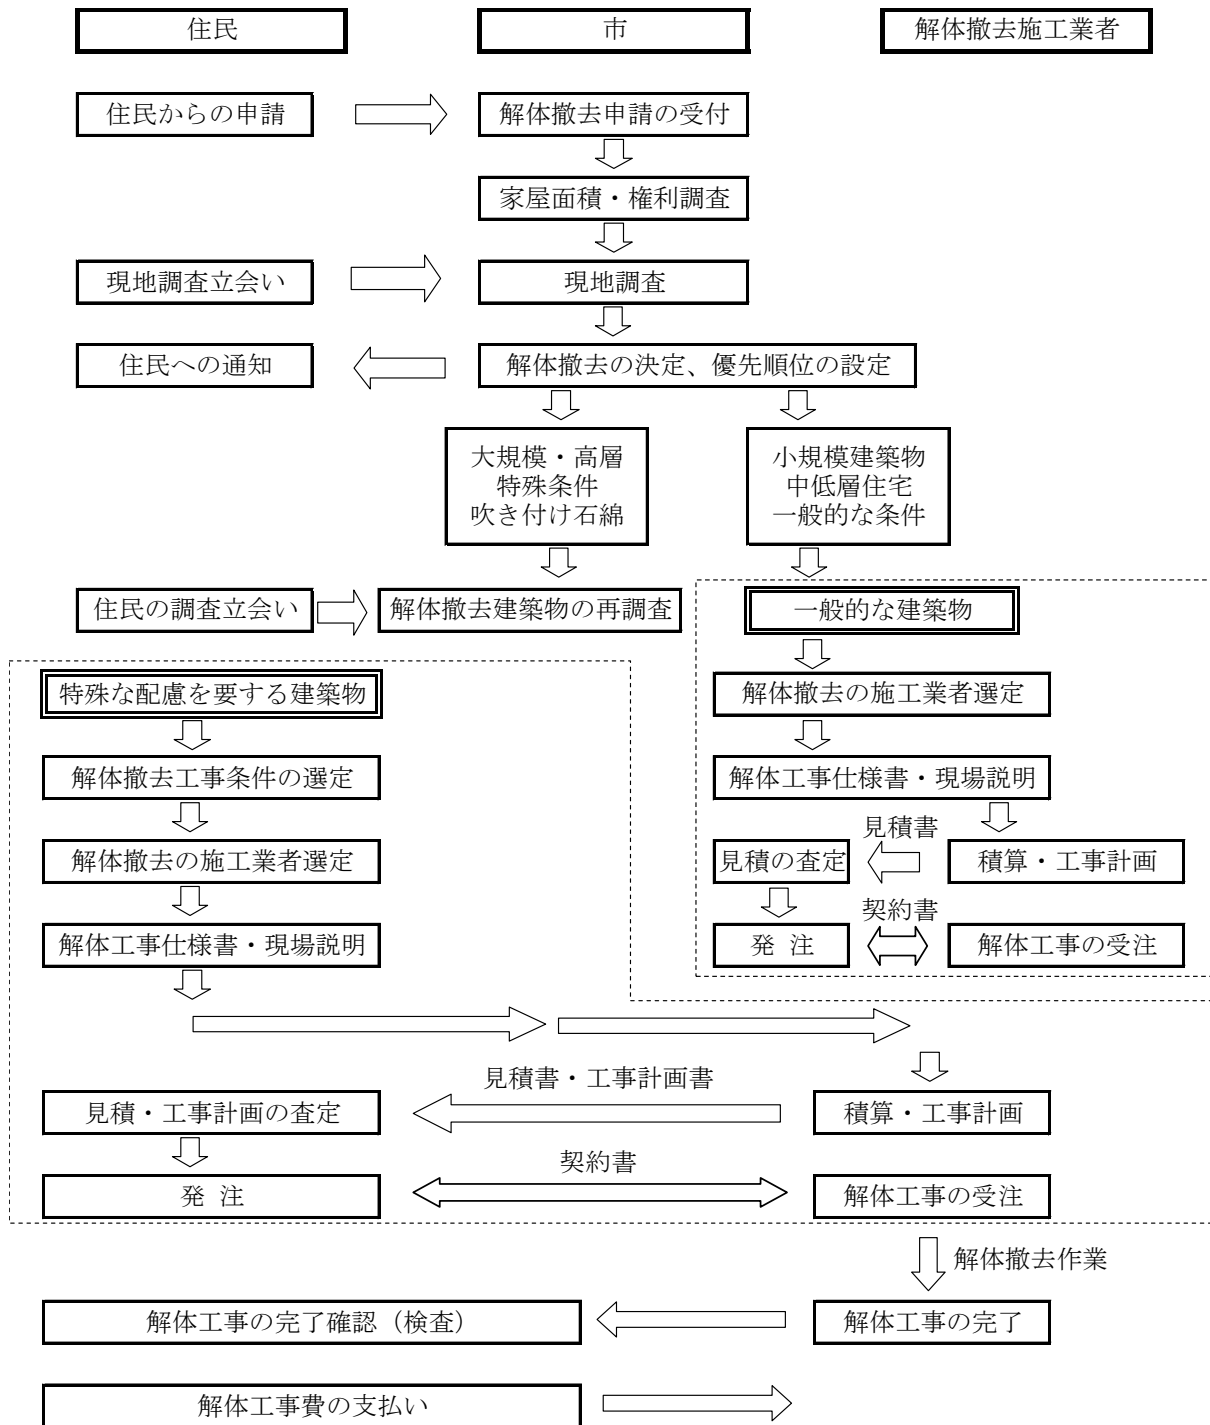 住民
市
解体撤去施工業者
住民からの申請
解体撤去申請の受付
家屋面積・権利調査
現地調査立会い
現地調査
住民への通知
解体撤去の決定、優先順位の設定
大規模・高層
特殊条件
吹き付け石綿
小規模建築物
中低層住宅
一般的な条件
住民の調査立会い
解体撤去建築物の再調査
一般的な建築物
解体撤去の施工業者選定
解体工事仕様書・現場説明
見積書
見積の査定
積算・工事計画
契約書
発 注
解体工事の受注
特殊な配慮を要する建築物
解体撤去工事条件の選定
解体撤去の施工業者選定
解体工事仕様書・現場説明
見積書・工事計画書
見積・工事計画の査定
積算・工事計画
契約書
発 注
解体工事の受注
解体撤去作業
解体工事の完了確認（検査）
解体工事の完了
解体工事費の支払い